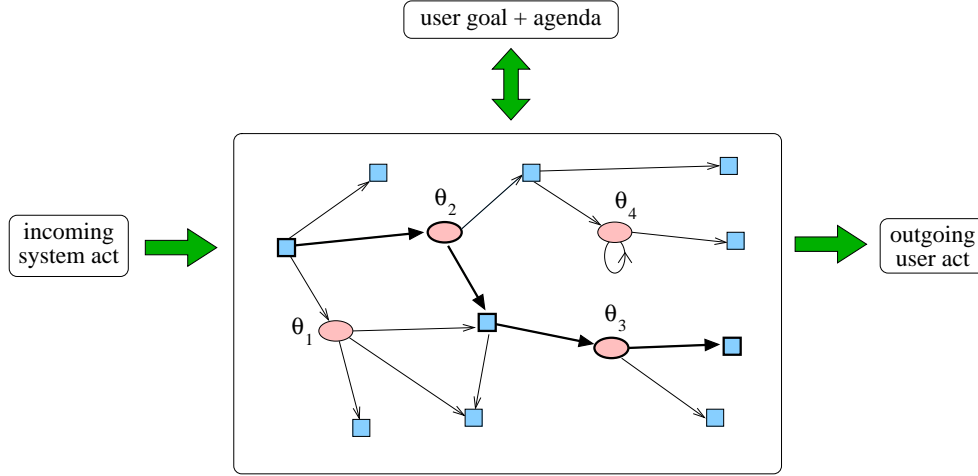 user goal + agenda
incoming
system act
θ2
θ4
θ1
θ3
outgoing
user act